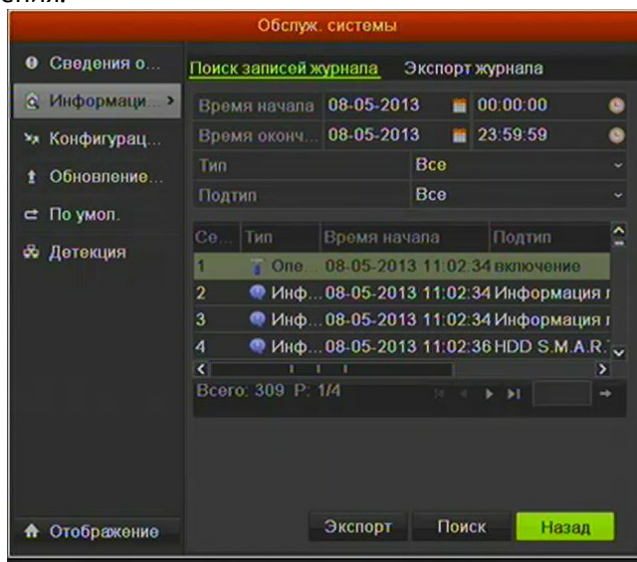 ения.
Обслуж. системы
Сведения о...
Информаци...
Конфигурац...
Обновление...
По умол.
Детекция
Отображение
Поиск записей журнала Экспорт журнала
Время начала 08-05-2013 00:00:00
Время оконч... 08-05-2013 23:59:59
Тип Все
Подтип Все
Се... Тип Время начала Подтип
1 Опе... 08-05-2013 11:02:34 включение
2 Инф... 08-05-2013 11:02:34 Информация л
3 Инф... 08-05-2013 11:02:34 Информация л
4 Инф... 08-05-2013 11:02:36 HDD S.M.A.R.T
Всего: 309 P: 1/4
Экспорт Поиск Назад